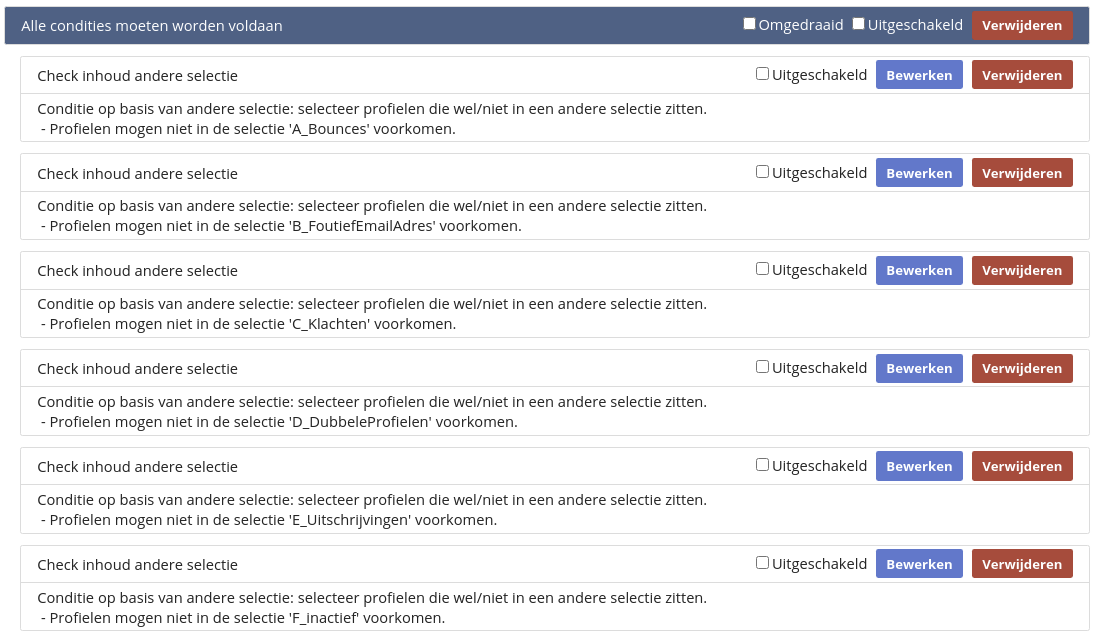 Alle condities moeten worden voldaan Omgedraaid Uitgeschakeld Verwijderen
Check inhoud andere selectie Uitgeschakeld Bewerken Verwijderen
Conditie op basis van andere selectie: selecteer profielen die wel/niet in een andere selectie zitten.
- Profielen mogen niet in de selectie 'A_Bounces' voorkomen.
Check inhoud andere selectie Uitgeschakeld Bewerken Verwijderen
Conditie op basis van andere selectie: selecteer profielen die wel/niet in een andere selectie zitten.
- Profielen mogen niet in de selectie 'B_FoutiefEmailAdres' voorkomen.
Check inhoud andere selectie Uitgeschakeld Bewerken Verwijderen
Conditie op basis van andere selectie: selecteer profielen die wel/niet in een andere selectie zitten.
- Profielen mogen niet in de selectie 'C_Klachten' voorkomen.
Check inhoud andere selectie Uitgeschakeld Bewerken Verwijderen
Conditie op basis van andere selectie: selecteer profielen die wel/niet in een andere selectie zitten.
- Profielen mogen niet in de selectie 'D_DubbeleProfielen' voorkomen.
Check inhoud andere selectie Uitgeschakeld Bewerken Verwijderen
Conditie op basis van andere selectie: selecteer profielen die wel/niet in een andere selectie zitten.
- Profielen mogen niet in de selectie 'E_Uitschrijvingen' voorkomen.
Check inhoud andere selectie Uitgeschakeld Bewerken Verwijderen
Conditie op basis van andere selectie: selecteer profielen die wel/niet in een andere selectie zitten.
- Profielen mogen niet in de selectie 'F_inactief' voorkomen.